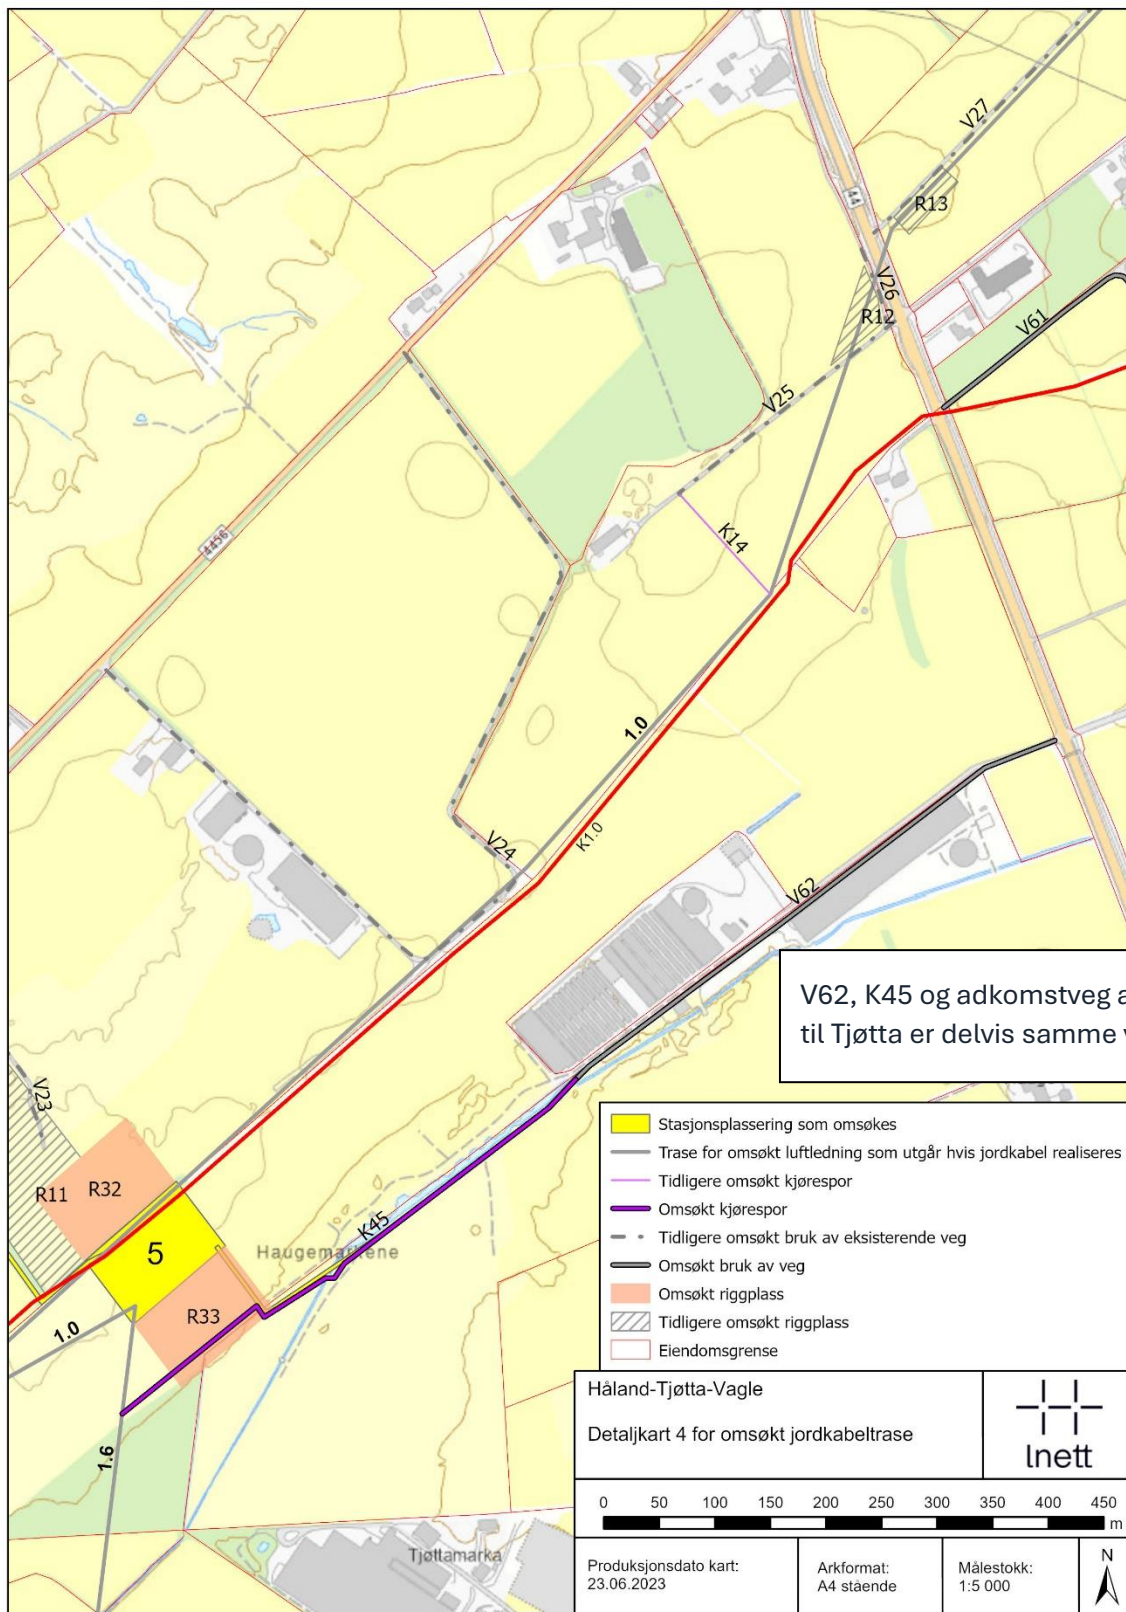 V27
R13
44
V26
R12
V61
V25
K14
4456
1.0
K1.0
V24
V62
V62, K45 og adkomstveg a
til Tjøtta er delvis samme v
V23
R11
R32
5
K45
Haugemarkene
R33
1.0
1.6
Tjøttamarka
Stasjonsplassering som omsøkes
Trase for omsøkt luftledning som utgår hvis jordkabel realiseres
Tidligere omsøkt kjørespor
Omsøkt kjørespor
Tidligere omsøkt bruk av eksisterende veg
Omsøkt bruk av veg
Omsøkt riggplass
Tidligere omsøkt riggplass
Eiendomsgrense
Håland-Tjøtta-Vagle
Detaljkart 4 for omsøkt jordkabeltrase
lnett
0 50 100 150 200 250 300 350 400 450
m
Produksjonsdato kart:
23.06.2023
Arkformat:
A4 stående
Målestokk:
1:5 000
N